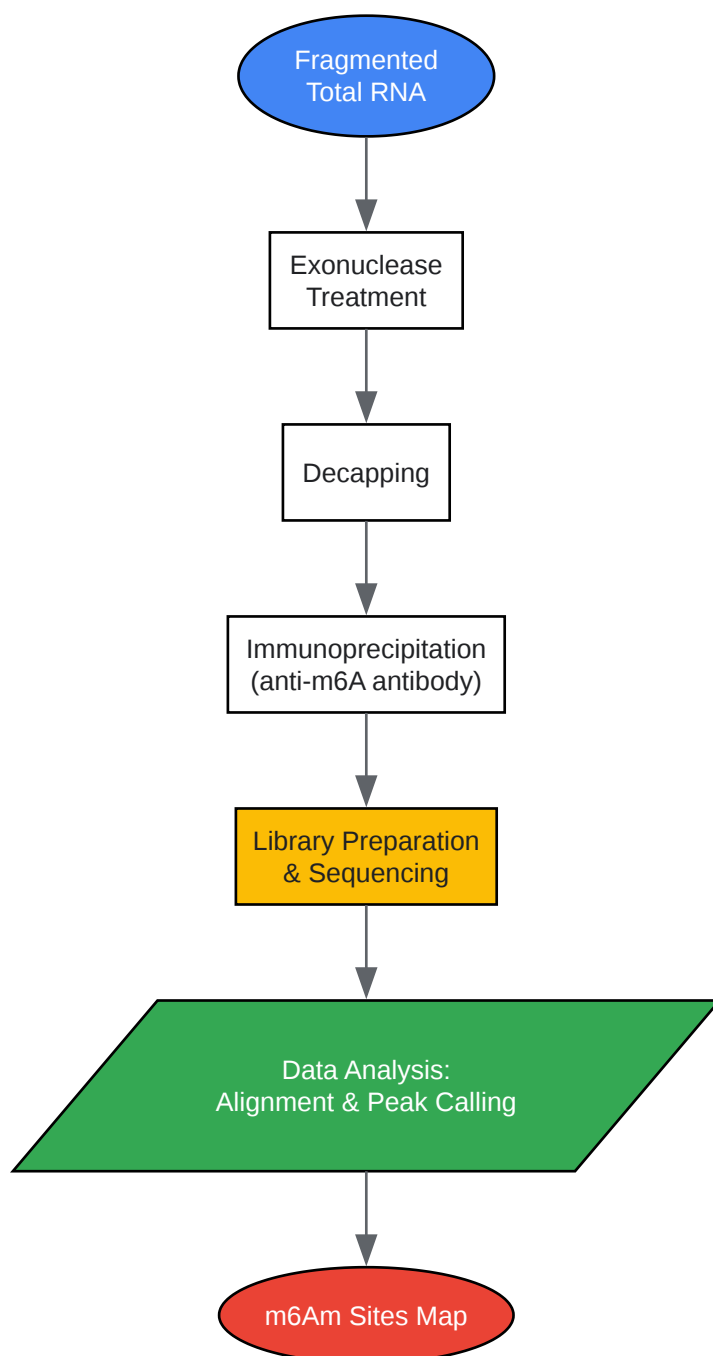 Fragmented
Total RNA
Exonuclease
Treatment
Decapping
Immunoprecipitation
(anti-m6A antibody)
Library Preparation
& Sequencing
Data Analysis:
Alignment & Peak Calling
m6Am Sites Map